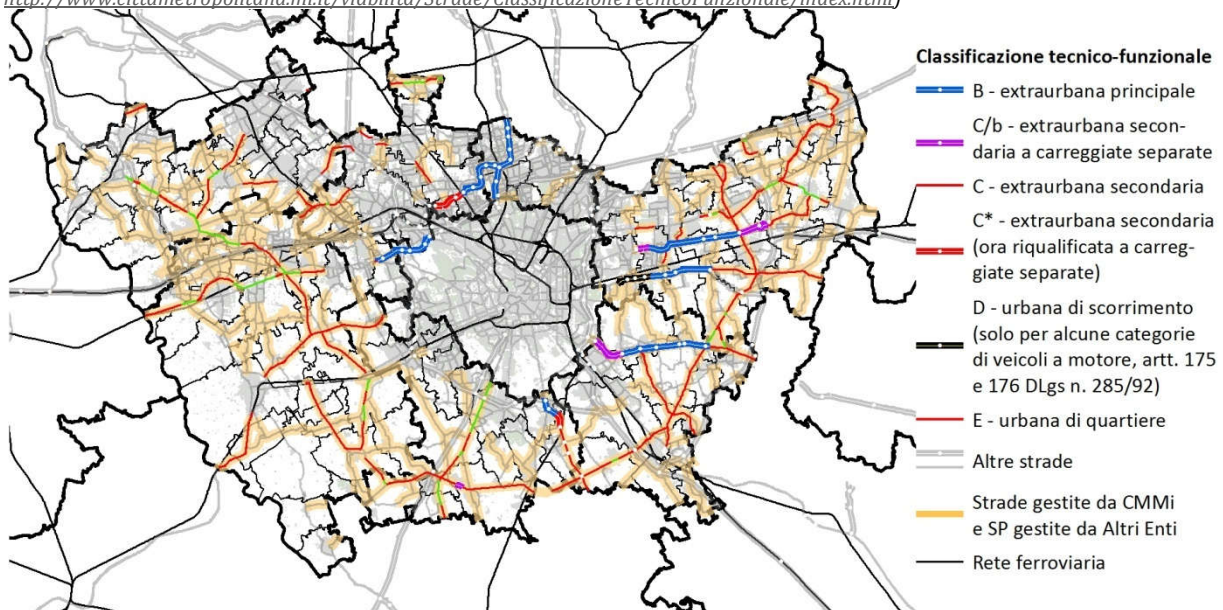 http://www.cittametropolitana.mi.it/viabilita/Strade/ClassificazioneTecnicoFunzionale/index.html)
Classificazione tecnico-funzionale
B - extraurbana principale
C/b - extraurbana secon-
daria a carreggiate separate
C - extraurbana secondaria
C* - extraurbana secondaria
(ora riqualificata a carreg-
giate separate)
D - urbana di scorrimento
(solo per alcune categorie
di veicoli a motore, artt. 175
e 176 DLgs n. 285/92)
E - urbana di quartiere
Altre strade
Strade gestite da CMMi
e SP gestite da Altri Enti
Rete ferroviaria